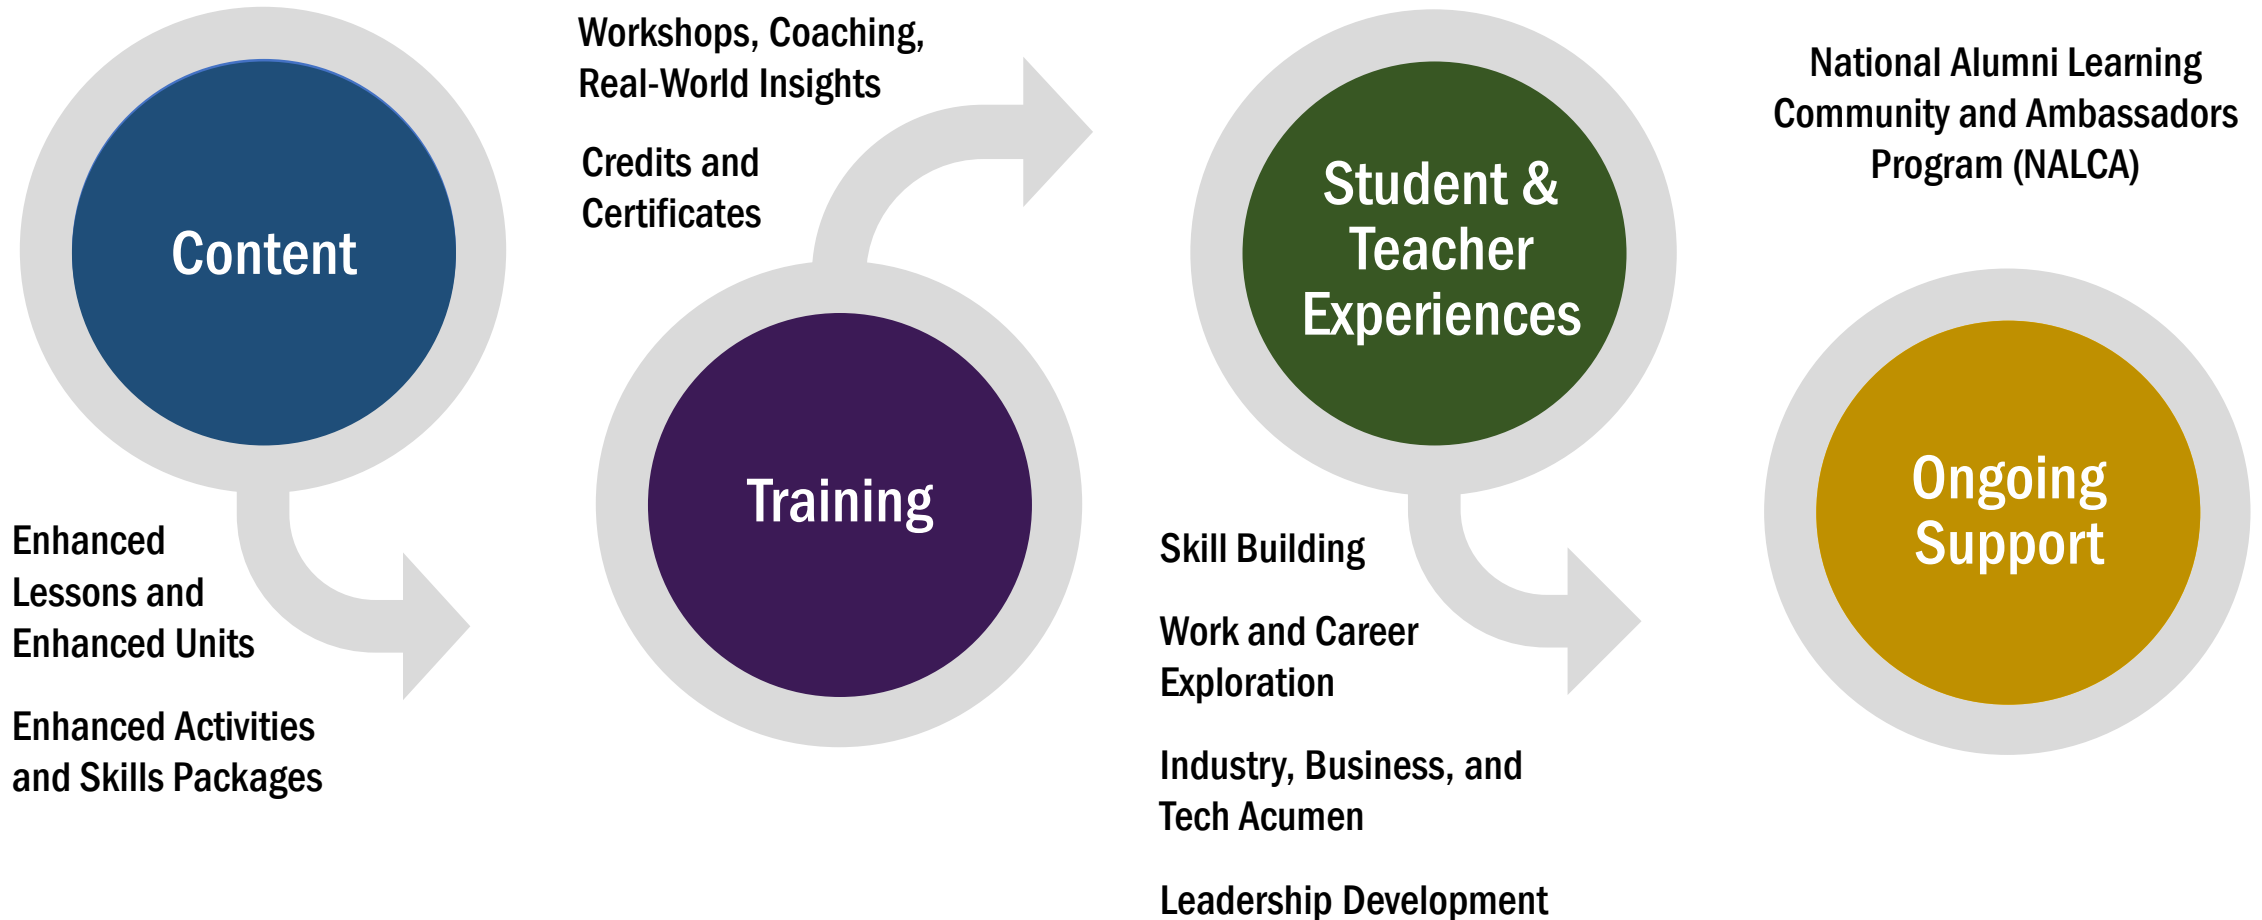 Content
Enhanced
Lessons and
Enhanced Units
Enhanced Activities
and Skills Packages
Workshops, Coaching,
Real-World Insights
Credits and
Certificates
Training
Student &
Teacher
Experiences
Skill Building
Work and Career
Exploration
Industry, Business, and
Tech Acumen
Leadership Development
National Alumni Learning
Community and Ambassadors
Program (NALCA)
Ongoing
Support